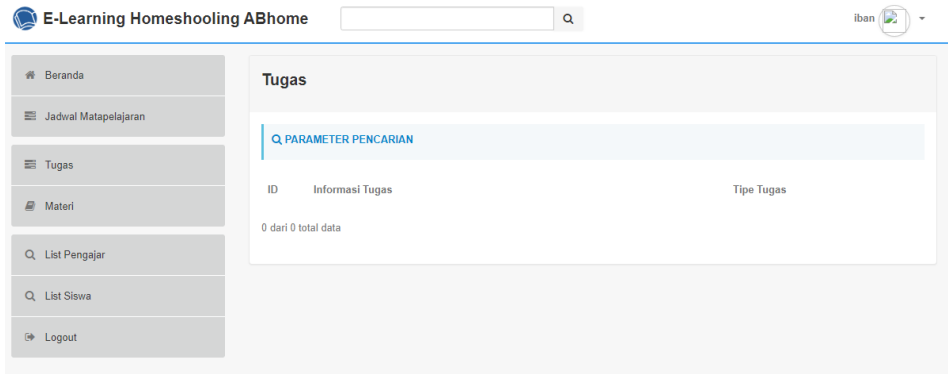 E-Learning Homeshooling ABhome
iban
Beranda
Jadwal Matapelajaran
Tugas
Materi
List Pengajar
List Siswa
Logout
Tugas
PARAMETER PENCARIAN
ID Informasi Tugas Tipe Tugas
0 dari 0 total data